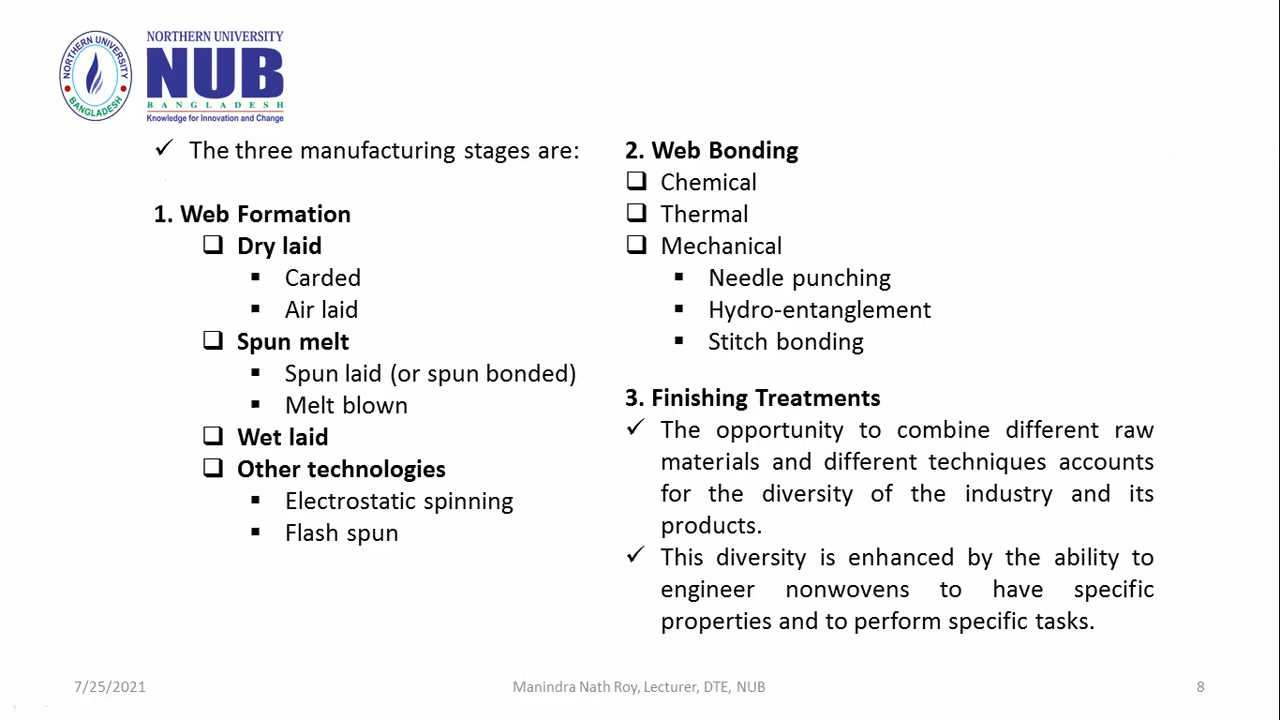 NORTHERN UNIVERSITY
BANGLADESH
NORTHERN UNIVERSITY
NUB
BANGLADESH
Knowledge for Innovation and Change
✓ The three manufacturing stages are:
1. Web Formation
❑ Dry laid
▪ Carded
▪ Air laid
❑ Spun melt
▪ Spun laid (or spun bonded)
▪ Melt blown
❑ Wet laid
❑ Other technologies
▪ Electrostatic spinning
▪ Flash spun
2. Web Bonding
❑ Chemical
❑ Thermal
❑ Mechanical
▪ Needle punching
▪ Hydro-entanglement
▪ Stitch bonding
3. Finishing Treatments
✓ The opportunity to combine different raw
materials and different techniques accounts
for the diversity of the industry and its
products.
✓ This diversity is enhanced by the ability to
engineer nonwovens to have specific
properties and to perform specific tasks.
7/25/2021
Manindra Nath Roy, Lecturer, DTE, NUB
8